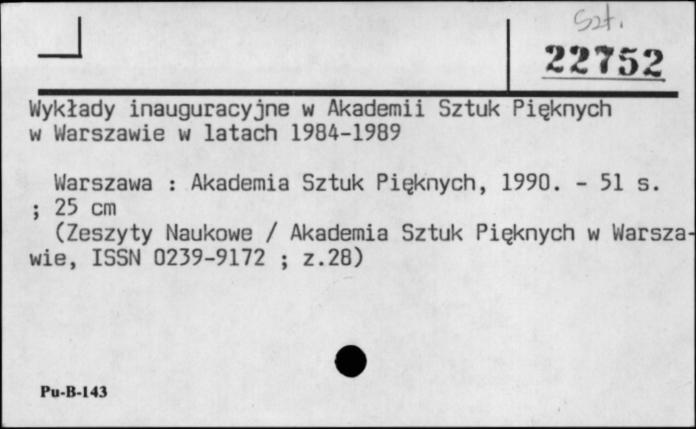 Szt.
22752
Wykłady inauguracyjne w Akademii Sztuk Pięknych
w Warszawie w latach 1984-1989
Warszawa : Akademia Sztuk Pięknych, 1990. - 51 s.
; 25 cm
(Zeszyty Naukowe / Akademia Sztuk Pięknych w Warsza-
wie, ISSN 0239-9172 ; z.28)
Pu-B-143